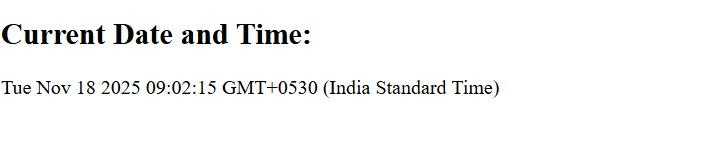 Current Date and Time:
Tue Nov 18 2025 09:02:15 GMT+0530 (India Standard Time)